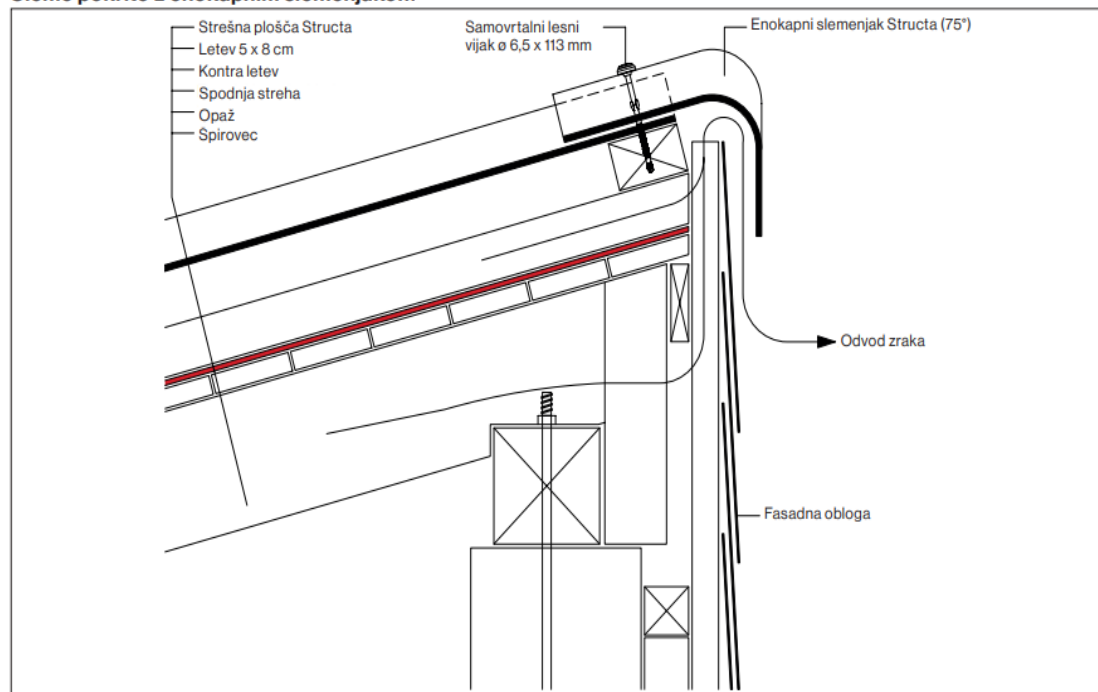 Strešna plošča Structa
Letev 5 x 8 cm
Kontra letev
Spodnja streha
Opaž
Špirovec
Samovrtalni lesni
vijak ø 6,5 x 113 mm
Enokapni slemenjak Structa (75°)
Odvod zraka
Fasadna obloga